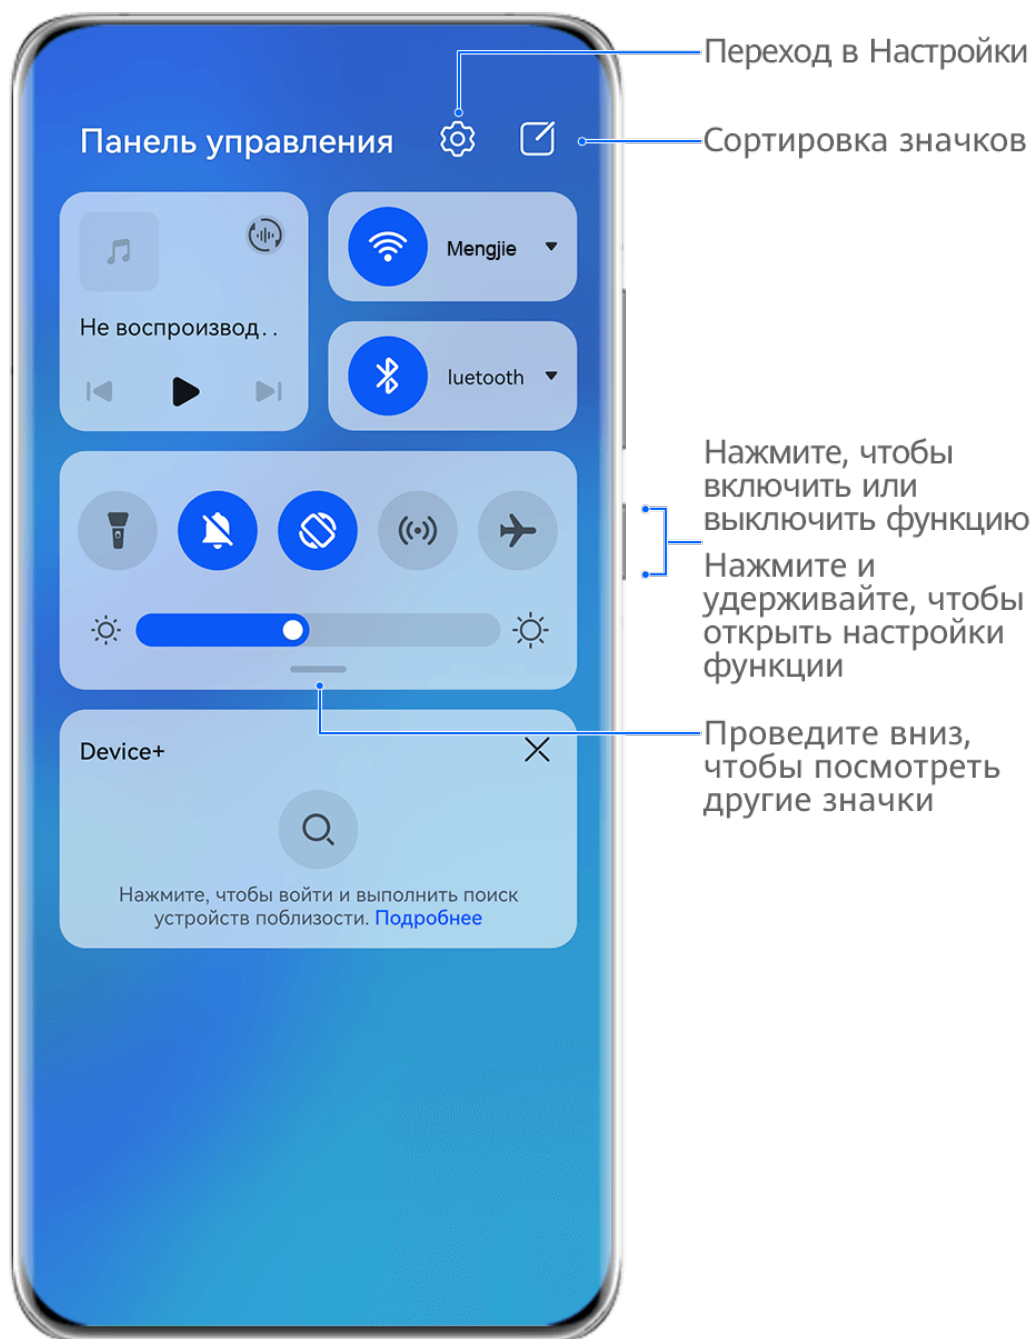 Переход в Настройки
Панель управления
Сортировка значков
Mengjie
Не воспроизвод..
luetooth
Нажмите, чтобы
включить или
выключить функцию
Нажмите и
удерживайте, чтобы
открыть настройки
функции
Проведите вниз,
чтобы посмотреть
другие значки
Device+
Нажмите, чтобы войти и выполнить поиск
устройств поблизости. Подробнее